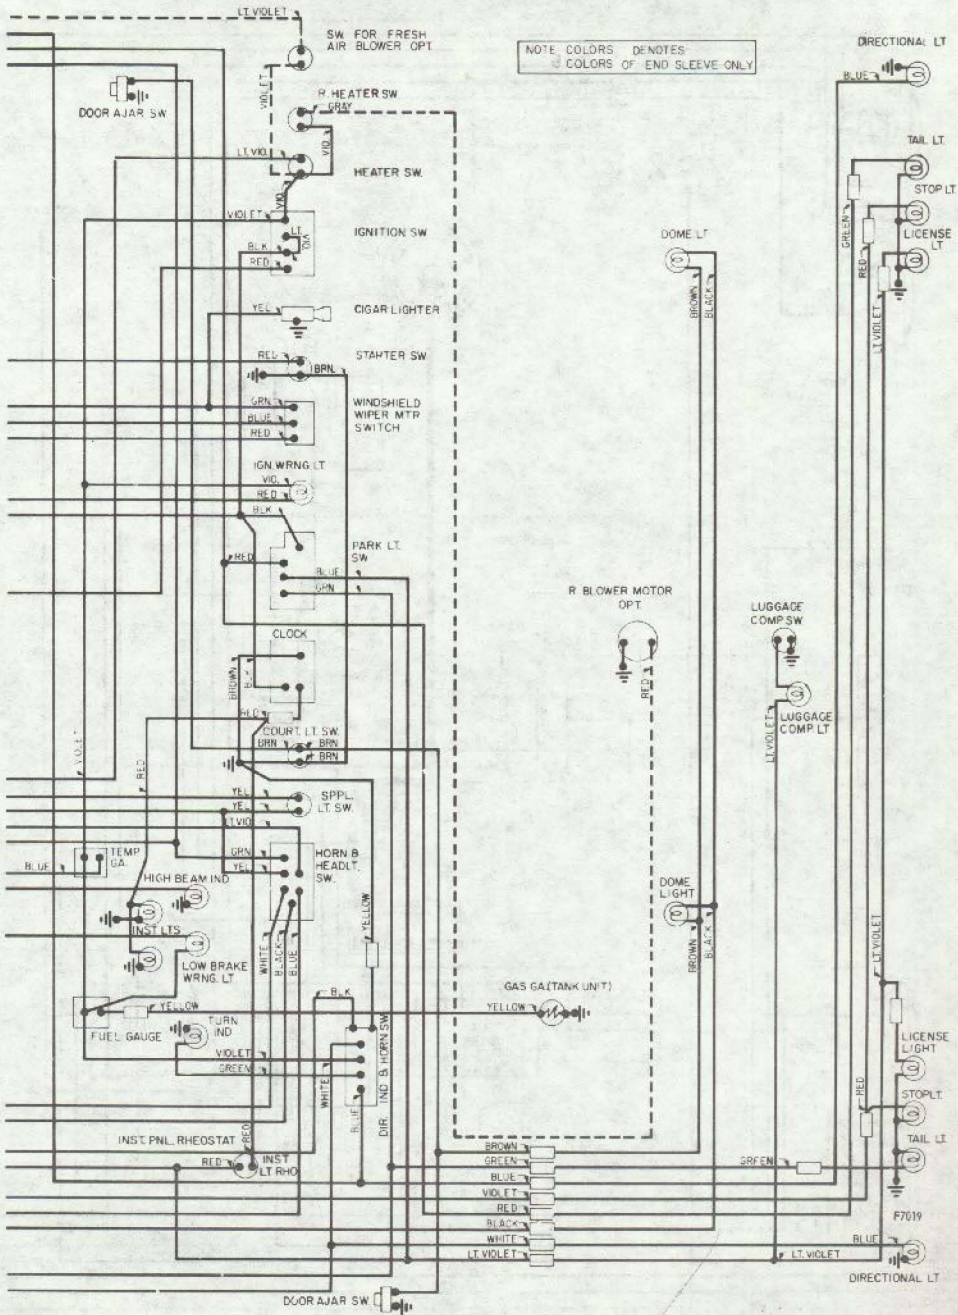 LT. VIOLET
SW. FOR FRESH
AIR BLOWER OPT.
NOTE COLORS DENOTES
COLORS OF END SLEEVE ONLY
DIRECTIONAL LT
BLUE
VIOLET
DOOR AJAR SW
R. HEATER SW.
GRAY
VIO.
LT. VIO.
HEATER SW.
TAIL LT.
STOP LT
LICENSE
LT
VIO.
VIOLET
IGNITION SW
LT.
VIO.
BLK
RED
GREEN
RED
LT VIOLET
DOME LT
BROWN
BLACK
YEL
CIGAR LIGHTER
RED
STARTER SW
BRN.
GRN
BLUE
RED
WINDSHIELD
WIPER MTR
SWITCH
IGN. WRNG. LT
VIO.
RED
BLK
RED
PARK LT.
SW
BLUE
GRN
R BLOWER MOTOR
OPT.
RED
LUGGAGE
COMP. SW
LT. VIOLET
LUGGAGE
COMP. LT
CLOCK
BROWN
BLK
RED
COURT. LT. SW.
BRN
BRN
BRN
VIOLET
RED
YEL
YEL
SPPL.
LT. SW.
LT. VIO
BLUE
TEMP
GA.
GRN
YEL
HORN &
HEADLT.
SW.
HIGH BEAM IND
INST LTS
LOW BRAKE
WRNG. LT
WHITE
BLACK
BLUE
YELLOW
DOME
LIGHT
BROWN
BLACK
LT. VIOLET
GAS GA (TANK UNIT)
YELLOW
BLK
YELLOW
FUEL GAUGE
TURN
IND
VIOLET
GREEN
WHITE
BLUE
DIR. IND & HORN SW
LICENSE
LIGHT
RED
STOP LT.
TAIL LT
INST. PNL. RHEOSTAT
RED
RED
INST
LT RHO
BROWN
GREEN
BLUE
VIOLET
RED
BLACK
WHITE
LT. VIOLET
GREEN
F7019
BLUE
LT. VIOLET
DIRECTIONAL LT
DOOR AJAR SW